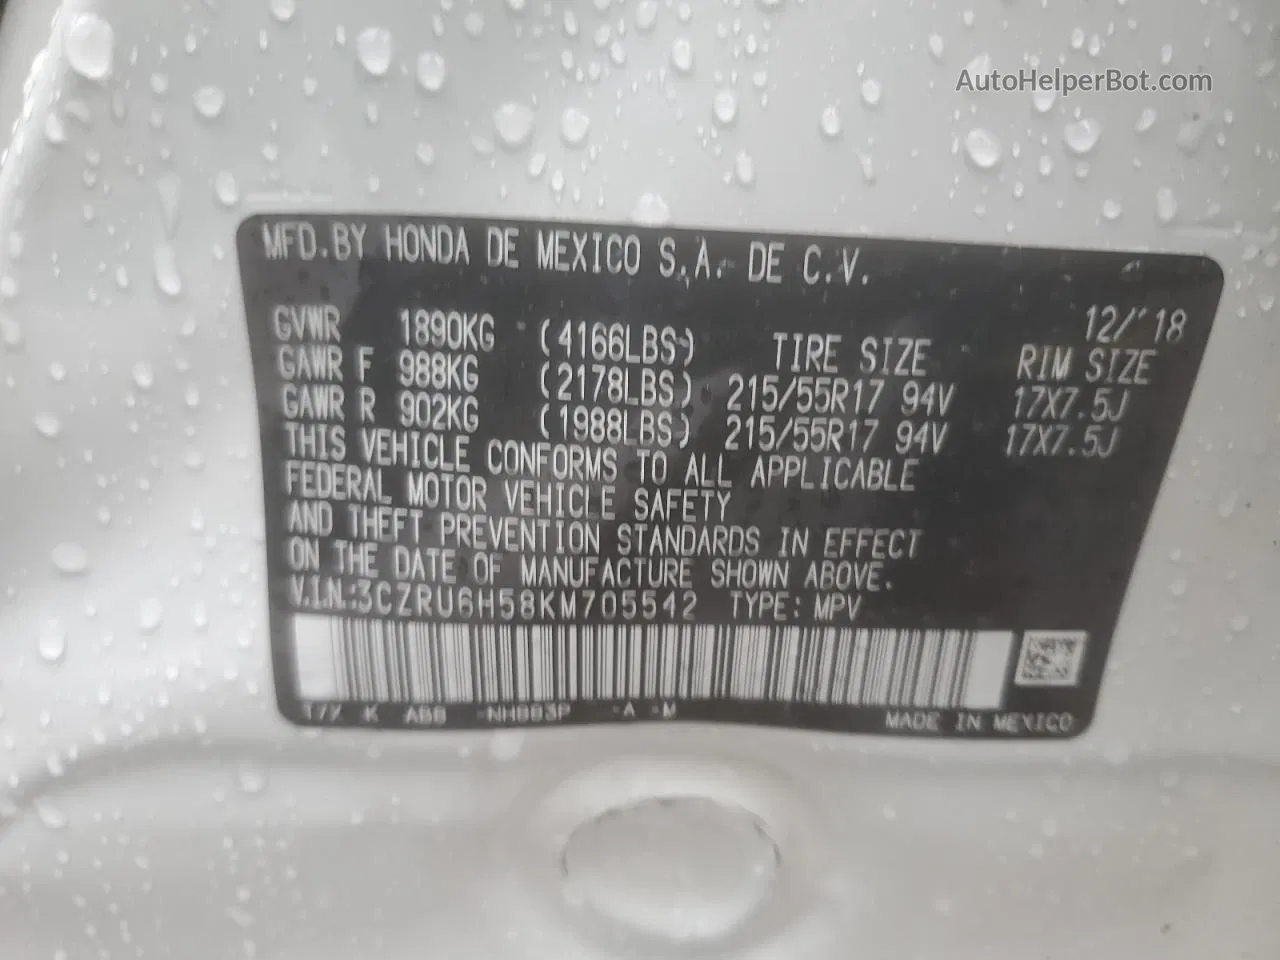 AutoHelperBot.com
MFD.BY HONDA DE MEXICO S.A. DE C.V.
12/'18
GVWR 1890KG (4166LBS) TIRE SIZE RIM SIZE
GAWR F 988KG (2178LBS) 215/55R17 94V 17X7.5J
GAWR R 902KG (1988LBS) 215/55R17 94V 17X7.5J
THIS VEHICLE CONFORMS TO ALL APPLICABLE
FEDERAL MOTOR VEHICLE SAFETY
AND THEFT PREVENTION STANDARDS IN EFFECT
ON THE DATE OF MANUFACTURE SHOWN ABOVE.
V.I.N.:3CZRU6H58KM705542 TYPE: MPV
K -A -M
MADE IN MEXICO